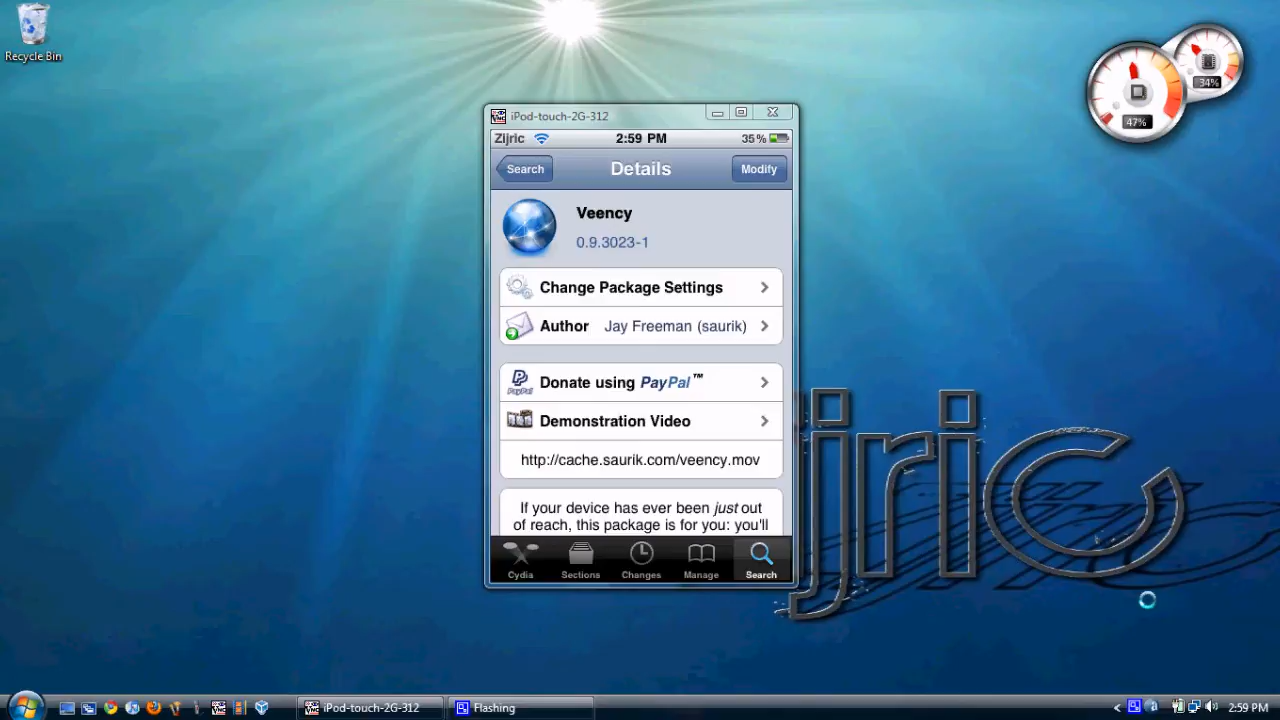 Recycle Bin
47%
34%
iPod-touch-2G-312
Zijric 2:59 PM 35%
Search Details Modify
Veency
0.9.3023-1
Change Package Settings
Author Jay Freeman (saurik)
PayPal
Donate using PayPal™
Demonstration Video
http://cache.saurik.com/veency.mov
If your device has ever been just out
of reach, this package is for you: you'll
Cydia Sections Changes Manage Search
jric
iPod-touch-2G-312 Flashing 2:59 PM